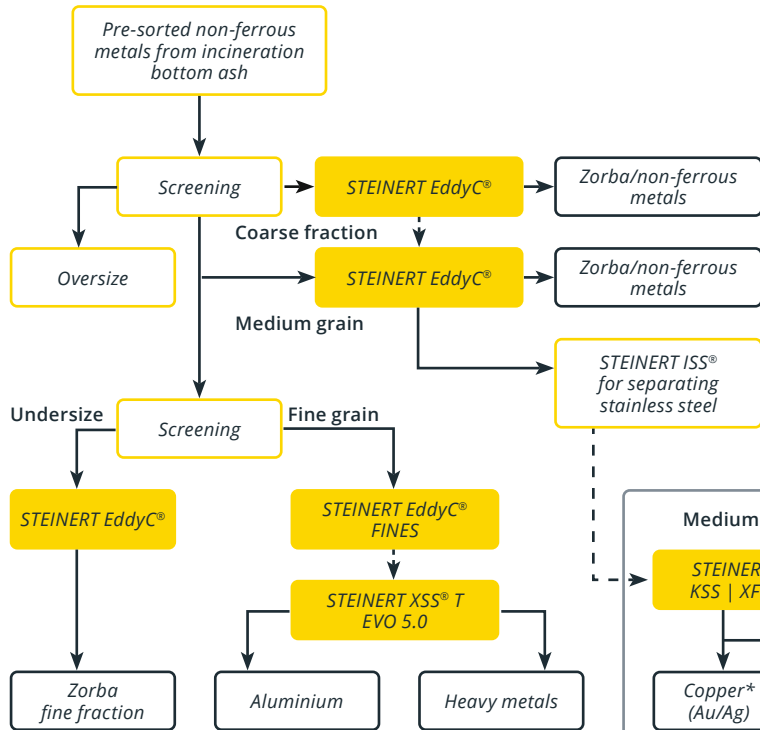 Pre-sorted non-ferrous
metals from incineration
bottom ash
Screening
STEINERT EddyC®
Zorba/non-ferrous
metals
Coarse fraction
Oversize
STEINERT EddyC®
Zorba/non-ferrous
metals
Medium grain
STEINERT ISS®
for separating
stainless steel
Undersize
Screening
Fine grain
STEINERT EddyC®
STEINERT EddyC®
FINES
Medium
STEINERT XSS® T
EVO 5.0
KSS | XF
Zorba
fine fraction
Aluminium
Heavy metals
Copper*
(Au/Ag)